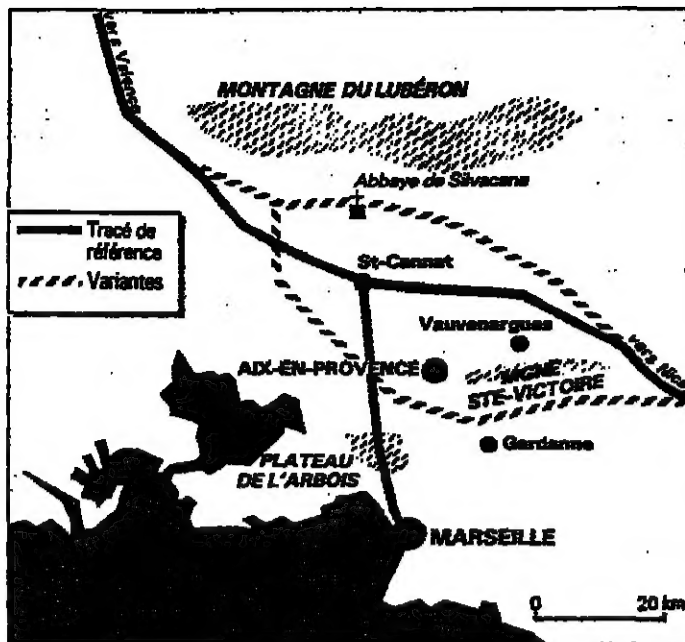 vers Valence
MONTAGNE DU LUBÉRON
Abbaye de Silvacane
Tracé de
référence
Variantes
St-Cannat
Vauvenargues
vers Nice
AIX-EN-PROVENCE
MGNE
STE-VICTOIRE
Gardanne
PLATEAU
DE L'ARBOIS
MARSEILLE
0 20 km